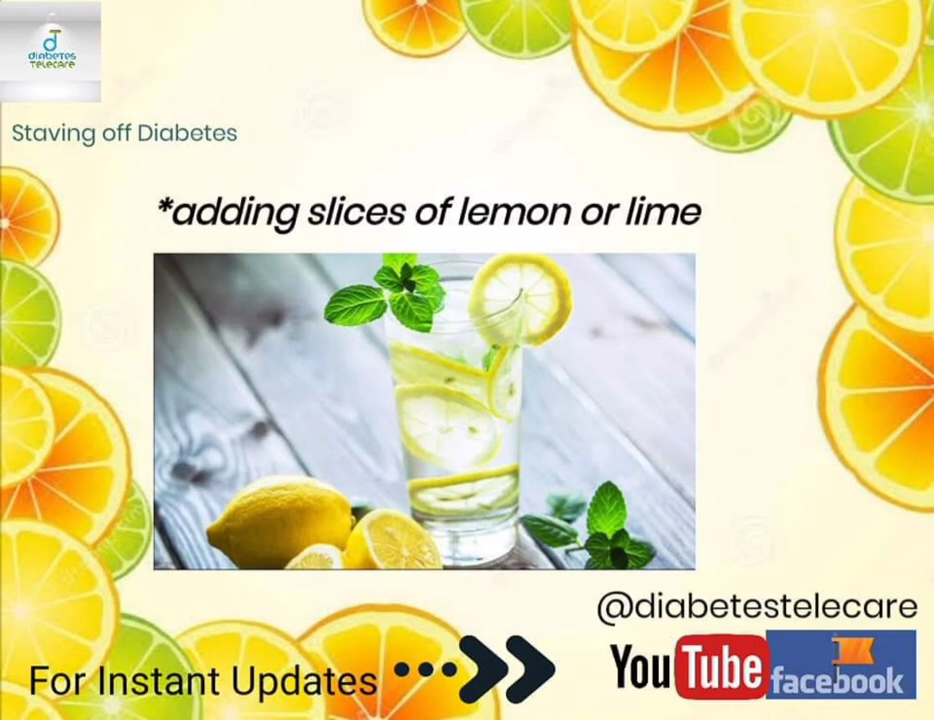 diabetes
TELECARE
Staving off Diabetes
*adding slices of lemon or lime
@diabetestelecare
For Instant Updates
YouTube facebook